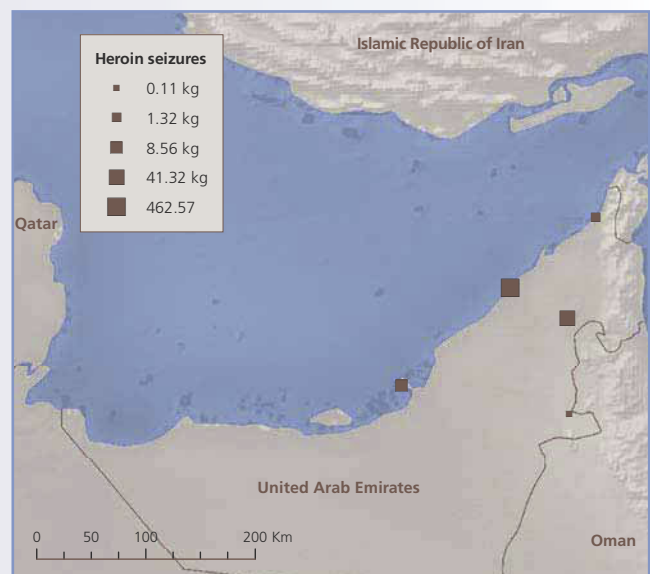 Islamic Republic of Iran
Heroin seizures
0.11 kg
1.32 kg
8.56 kg
41.32 kg
462.57
Qatar
United Arab Emirates
Oman
0 50 100 200 Km